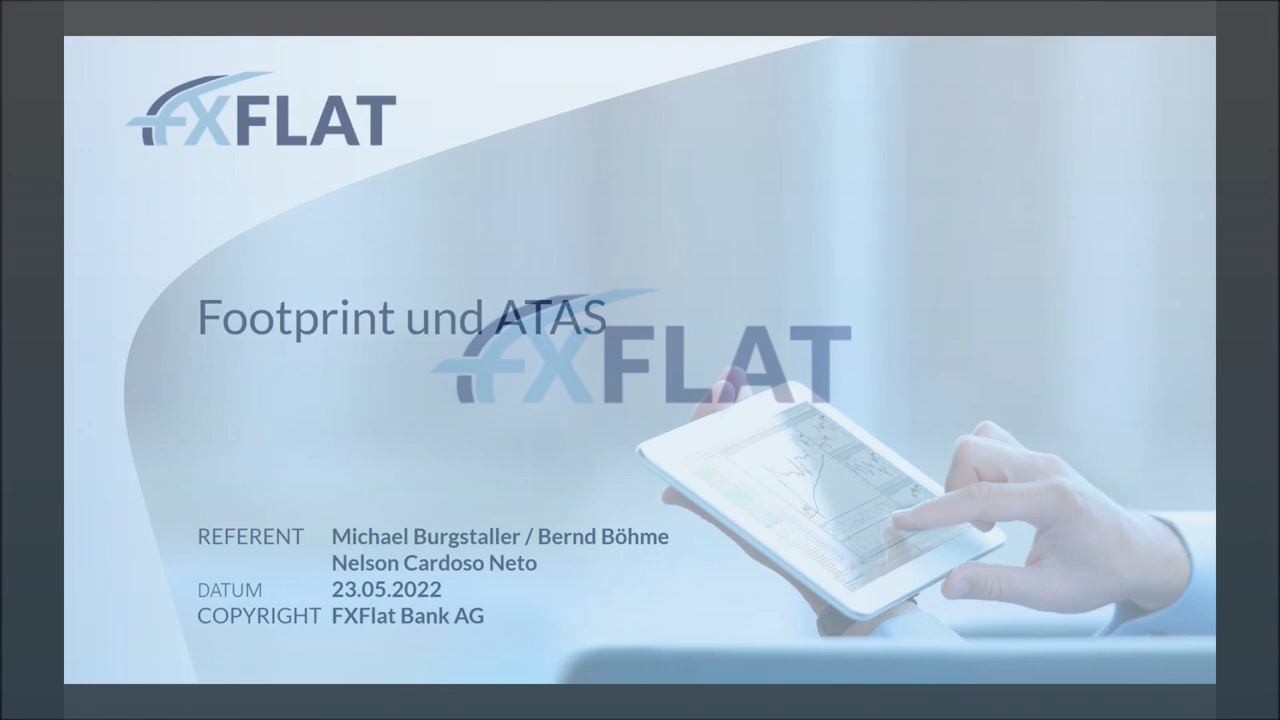 FXFLAT
Footprint und ATAS
FXFLAT
REFERENT Michael Burgstaller / Bernd Böhme
Nelson Cardoso Neto
DATUM 23.05.2022
COPYRIGHT FXFlat Bank AG